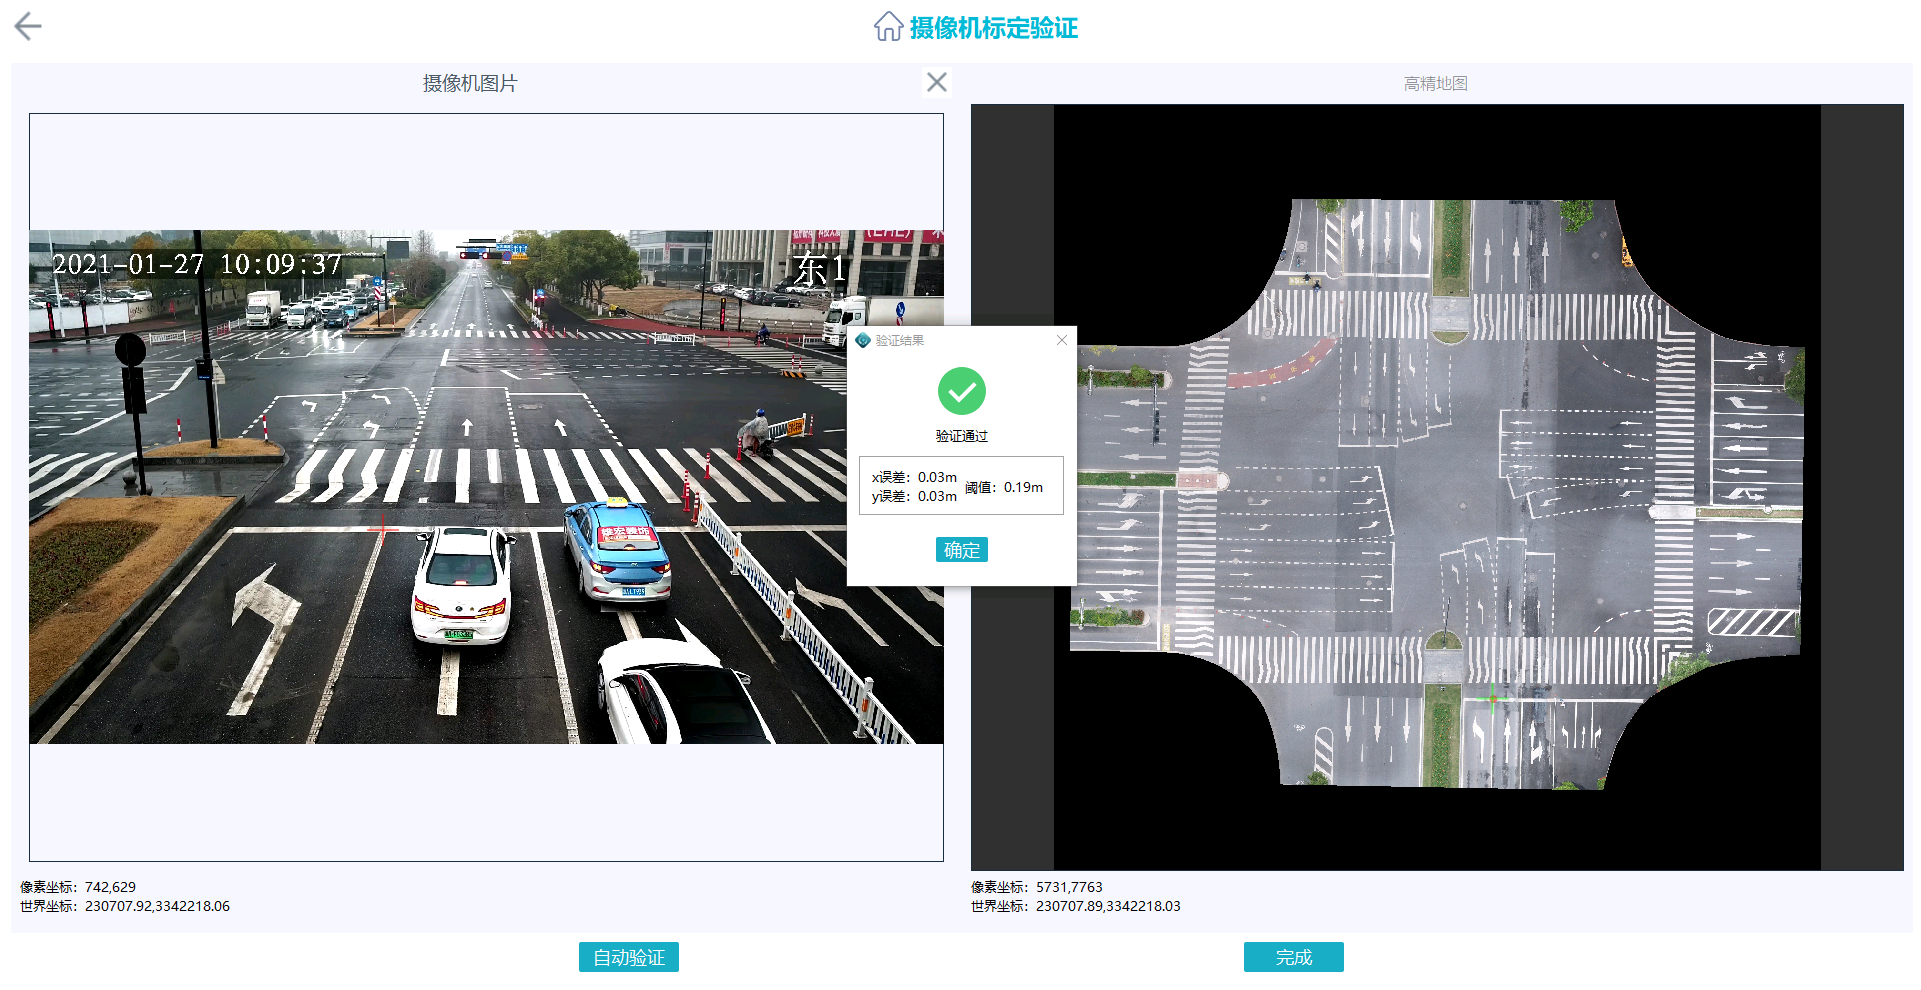 摄像机标定验证
摄像机图片
高精地图
2021-01-27 10:09:37
东1
验证结果
验证通过
x误差：0.03m
y误差：0.03m
阈值：0.19m
确定
像素坐标：742,629
世界坐标：230707.92,3342218.06
像素坐标：5731,7763
世界坐标：230707.89,3342218.03
自动验证
完成